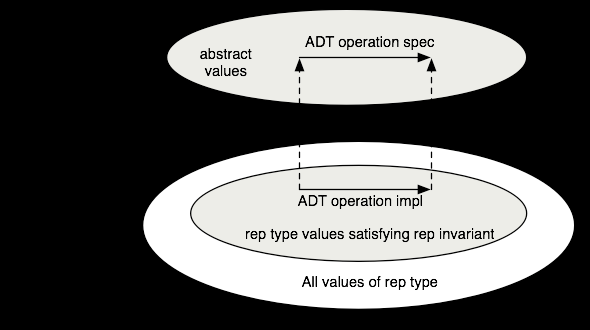 ADT operation spec
abstract
values
ADT operation impl
rep type values satisfying rep invariant
All values of rep type